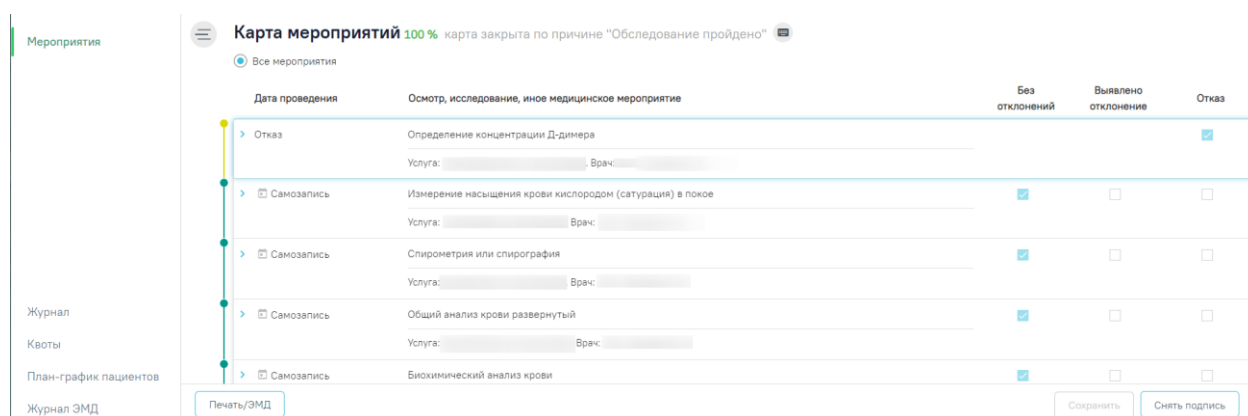 Мероприятия
Карта мероприятий 100 % карта закрыта по причине "Обследование пройдено"
Все мероприятия
Дата проведения Осмотр, исследование, иное медицинское мероприятие Без отклонений Выявлено отклонение Отказ
Отказ Определение концентрации Д-димера
Услуга: . Врач:
Самозапись Измерение насыщения крови кислородом (сатурация) в покое
Услуга: Врач:
Самозапись Спирометрия или спирография
Услуга: Врач:
Самозапись Общий анализ крови развернутый
Услуга: Врач:
Самозапись Биохимический анализ крови
Журнал
Квоты
План-график пациентов
Журнал ЭМД
Печать/ЭМД Сохранить Снять подпись